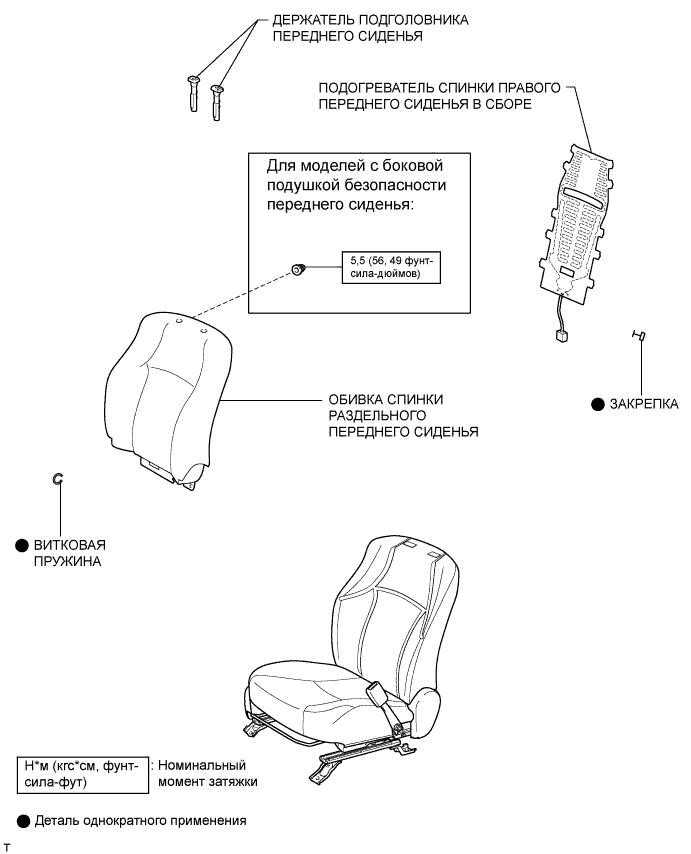 ДЕРЖАТЕЛЬ ПОДГОЛОВНИКА
ПЕРЕДНЕГО СИДЕНЬЯ
ПОДОГРЕВАТЕЛЬ СПИНКИ ПРАВОГО
ПЕРЕДНЕГО СИДЕНЬЯ В СБОРЕ
Для моделей с боковой
подушкой безопасности
переднего сиденья:
5,5 (56, 49 фунт-
сила-дюймов)
ЗАКРЕПКА
ОБИВКА СПИНКИ
РАЗДЕЛЬНОГО
ПЕРЕДНЕГО СИДЕНЬЯ
ВИТКОВАЯ
ПРУЖИНА
Н*м (кгс*см, фунт-
сила-фут)
: Номинальный
момент затяжки
Деталь однократного применения
T